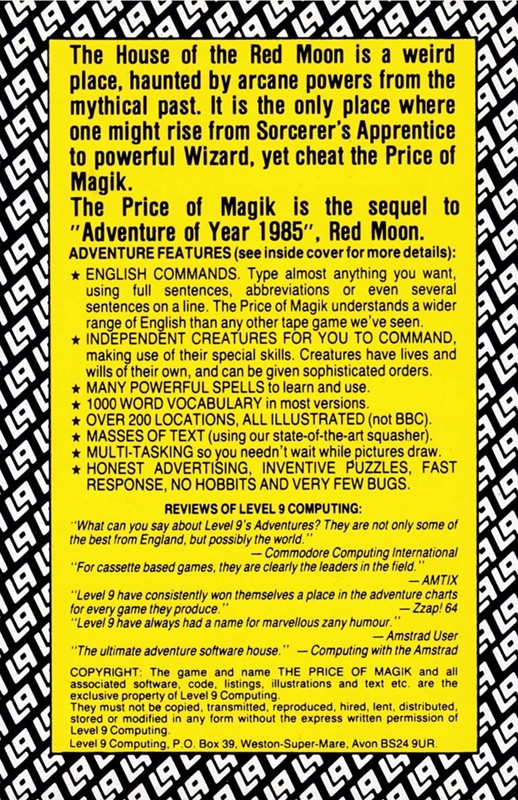 The House of the Red Moon is a weird
place, haunted by arcane powers from the
mythical past. It is the only place where
one might rise from Sorcerer's Apprentice
to powerful Wizard, yet cheat the Price of
Magik.
The Price of Magik is the sequel to
"Adventure of Year 1985", Red Moon.
ADVENTURE FEATURES (see inside cover for more details):
★ ENGLISH COMMANDS. Type almost anything you want,
using full sentences, abbreviations or even several
sentences on a line. The Price of Magik understands a wider
range of English than any other tape game we've seen.
★ INDEPENDENT CREATURES FOR YOU TO COMMAND,
making use of their special skills. Creatures have lives and
wills of their own, and can be given sophisticated orders.
★ MANY POWERFUL SPELLS to learn and use.
★ 1000 WORD VOCABULARY in most versions.
★ OVER 200 LOCATIONS, ALL ILLUSTRATED (not BBC).
★ MASSES OF TEXT (using our state-of-the-art squasher).
★ MULTI-TASKING so you needn't wait while pictures draw.
★ HONEST ADVERTISING, INVENTIVE PUZZLES, FAST
RESPONSE, NO HOBBITS AND VERY FEW BUGS.
REVIEWS OF LEVEL 9 COMPUTING:
"What can you say about Level 9's Adventures? They are not only some of
the best from England, but possibly the world."
— Commodore Computing International
"For cassette based games, they are clearly the leaders in the field."
— AMTIX
"Level 9 have consistently won themselves a place in the adventure charts
for every game they produce." — Zzap! 64
"Level 9 have always had a name for marvellous zany humour."
— Amstrad User
"The ultimate adventure software house." — Computing with the Amstrad
COPYRIGHT: The game and name THE PRICE OF MAGIK and all
associated software, code, listings, illustrations and text etc. are the
exclusive property of Level 9 Computing.
They must not be copied, transmitted, reproduced, hired, lent, distributed,
stored or modified in any form without the express written permission of
Level 9 Computing.
Level 9 Computing, P.O. Box 39, Weston-Super-Mare, Avon BS24 9UR.